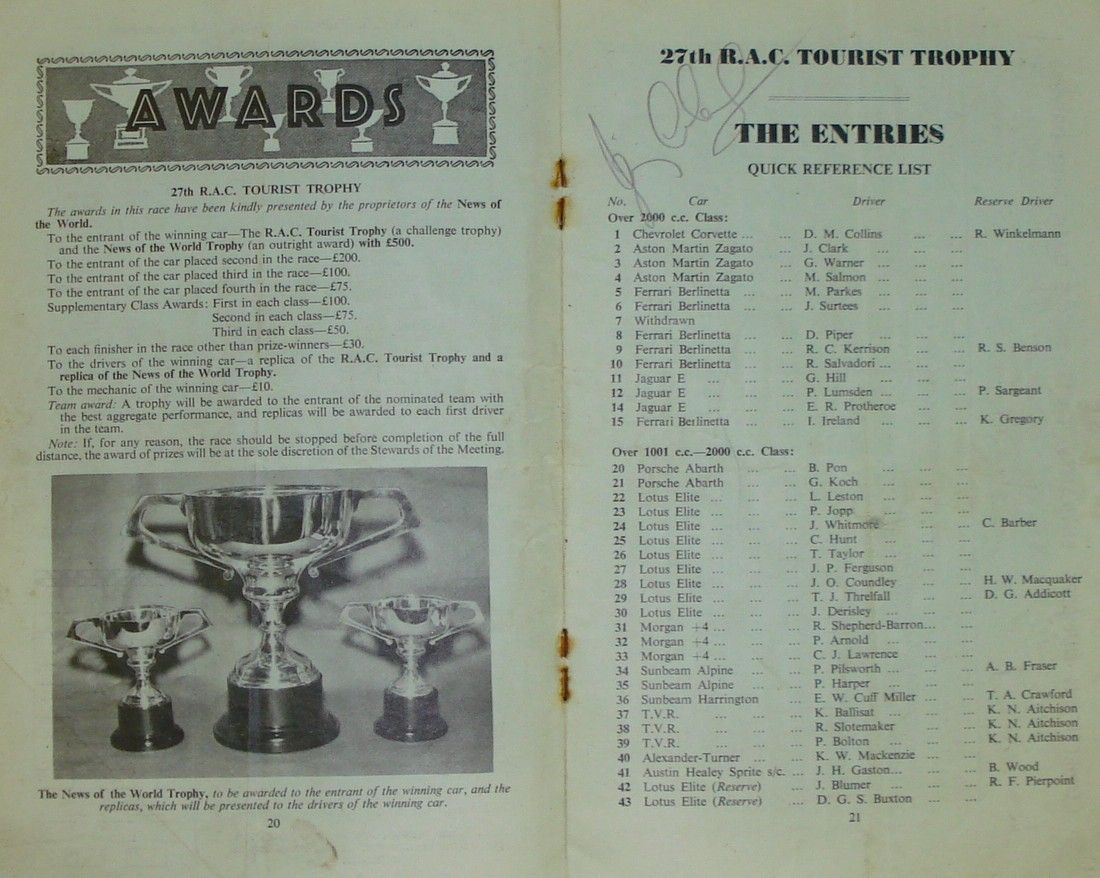 AWARDS
27th R.A.C. TOURIST TROPHY
The awards in this race have been kindly presented by the proprietors of the News of
the World.
To the entrant of the winning car—The R.A.C. Tourist Trophy (a challenge trophy)
and the News of the World Trophy (an outright award) with £500.
To the entrant of the car placed second in the race—£200.
To the entrant of the car placed third in the race—£100.
To the entrant of the car placed fourth in the race—£75.
Supplementary Class Awards: First in each class—£100.
Second in each class—£75.
Third in each class—£50.
To each finisher in the race other than prize-winners—£30.
To the drivers of the winning car—a replica of the R.A.C. Tourist Trophy and a
replica of the News of the World Trophy.
To the mechanic of the winning car—£10.
Team award: A trophy will be awarded to the entrant of the nominated team with
the best aggregate performance, and replicas will be awarded to each first driver
in the team.
Note: If, for any reason, the race should be stopped before completion of the full
distance, the award of prizes will be at the sole discretion of the Stewards of the Meeting.
The News of the World Trophy, to be awarded to the entrant of the winning car, and the
replicas, which will be presented to the drivers of the winning car.
20
27th R.A.C. TOURIST TROPHY
THE ENTRIES
QUICK REFERENCE LIST
No. Car Driver Reserve Driver
Over 2000 c.c. Class:
1 Chevrolet Corvette ... ... D. M. Collins ... ... R. Winkelmann
2 Aston Martin Zagato ... J. Clark ... ... ...
3 Aston Martin Zagato ... G. Warner ... ... ...
4 Aston Martin Zagato ... M. Salmon ... ... ...
5 Ferrari Berlinetta ... ... M. Parkes ... ... ...
6 Ferrari Berlinetta ... ... J. Surtees ... ... ...
7 Withdrawn
8 Ferrari Berlinetta ... ... D. Piper ... ... ...
9 Ferrari Berlinetta ... ... R. C. Kerrison ... ... R. S. Benson
10 Ferrari Berlinetta ... ... R. Salvadori ... ... ...
11 Jaguar E ... ... ... G. Hill ... ... ...
12 Jaguar E ... ... ... P. Lumsden ... ... ... P. Sargeant
14 Jaguar E ... ... ... E. R. Protheroe ... ...
15 Ferrari Berlinetta ... ... I. Ireland ... ... ... K. Gregory
Over 1001 c.c.—2000 c.c. Class:
20 Porsche Abarth ... ... B. Pon ... ... ...
21 Porsche Abarth ... ... G. Koch ... ... ...
22 Lotus Elite ... ... ... L. Leston ... ... ...
23 Lotus Elite ... ... ... P. Jopp ... ... ...
24 Lotus Elite ... ... ... J. Whitmore ... ... C. Barber
25 Lotus Elite ... ... ... C. Hunt ... ... ...
26 Lotus Elite ... ... ... T. Taylor ... ... ...
27 Lotus Elite ... ... ... J. P. Ferguson ... ...
28 Lotus Elite ... ... ... J. O. Coundley ... ... H. W. Macquaker
29 Lotus Elite ... ... ... T. J. Threlfall ... ... D. G. Addicott
30 Lotus Elite ... ... ... J. Derisley ... ... ...
31 Morgan +4 ... ... ... R. Shepherd-Barron... ...
32 Morgan +4 ... ... ... P. Arnold ... ... ...
33 Morgan +4 ... ... ... C. J. Lawrence ... ...
34 Sunbeam Alpine ... ... P. Pilsworth ... ... ... A. B. Fraser
35 Sunbeam Alpine ... ... P. Harper ... ... ...
36 Sunbeam Harrington ... E. W. Cuff Miller ... ... T. A. Crawford
37 T.V.R. ... ... ... K. Ballisat ... ... ... K. N. Aitchison
38 T.V.R. ... ... ... R. Slotemaker ... ... K. N. Aitchison
39 T.V.R. ... ... ... P. Bolton ... ... ... K. N. Aitchison
40 Alexander-Turner ... ... K. W. Mackenzie ... ...
41 Austin Healey Sprite s/c. ... J. H. Gaston... ... ... B. Wood
42 Lotus Elite (Reserve) ... J. Blumer ... ... ... R. F. Pierpoint
43 Lotus Elite (Reserve) ... D. G. S. Buxton ... ...
21